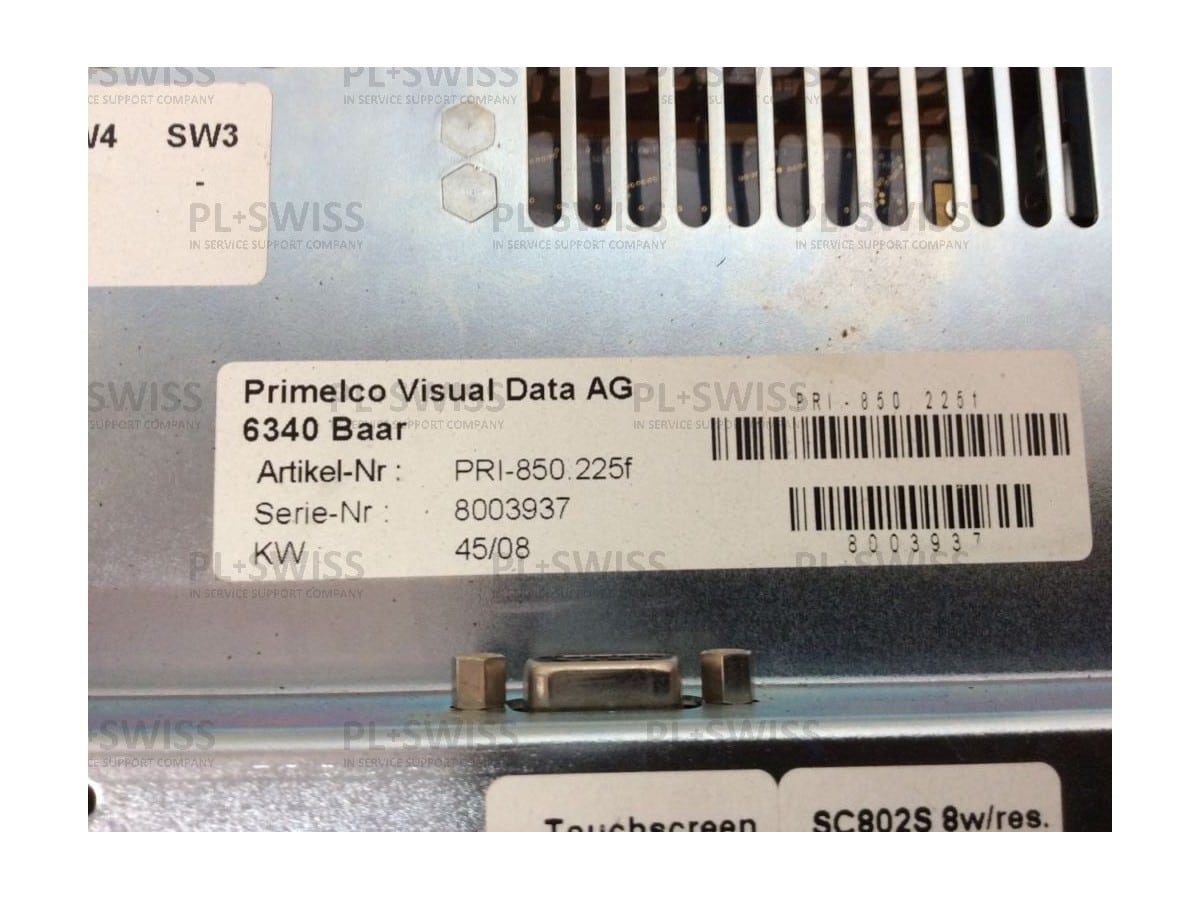 PL+SWISS
IN SERVICE SUPPORT COMPANY
SW3
-
Primelco Visual Data AG
6340 Baar
Artikel-Nr : PRI-850.225f
Serie-Nr : 8003937
KW : 45/08
PRI-850.225f
8003937
Touchscreen
SC802S 8w/res.